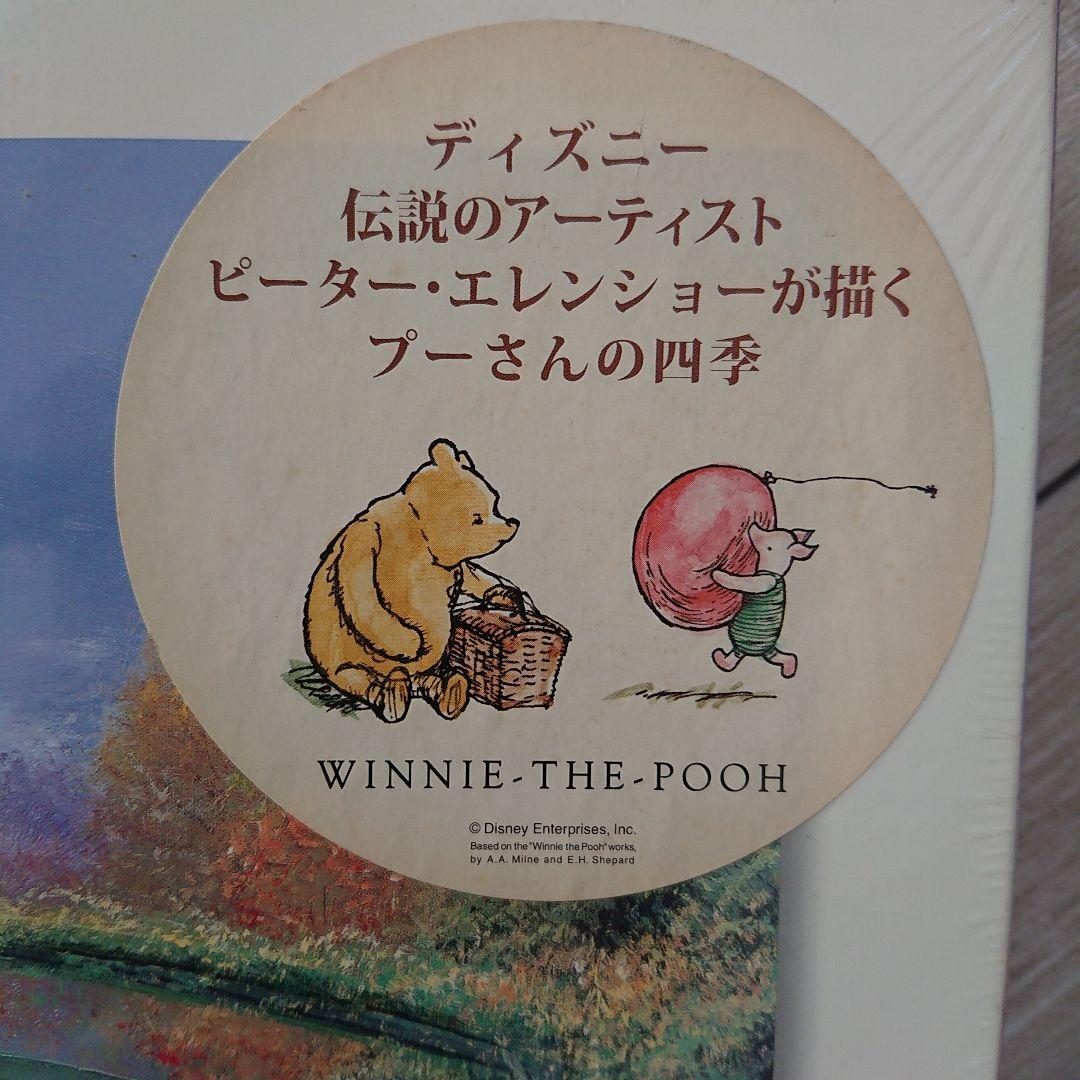 ディズニー
伝説のアーティスト
ピーター・エレンショーが描く
プーさんの四季
WINNIE-THE-POOH
© Disney Enterprises, Inc.
Based on the "Winnie the Pooh" works,
by A.A. Milne and E.H. Shepard